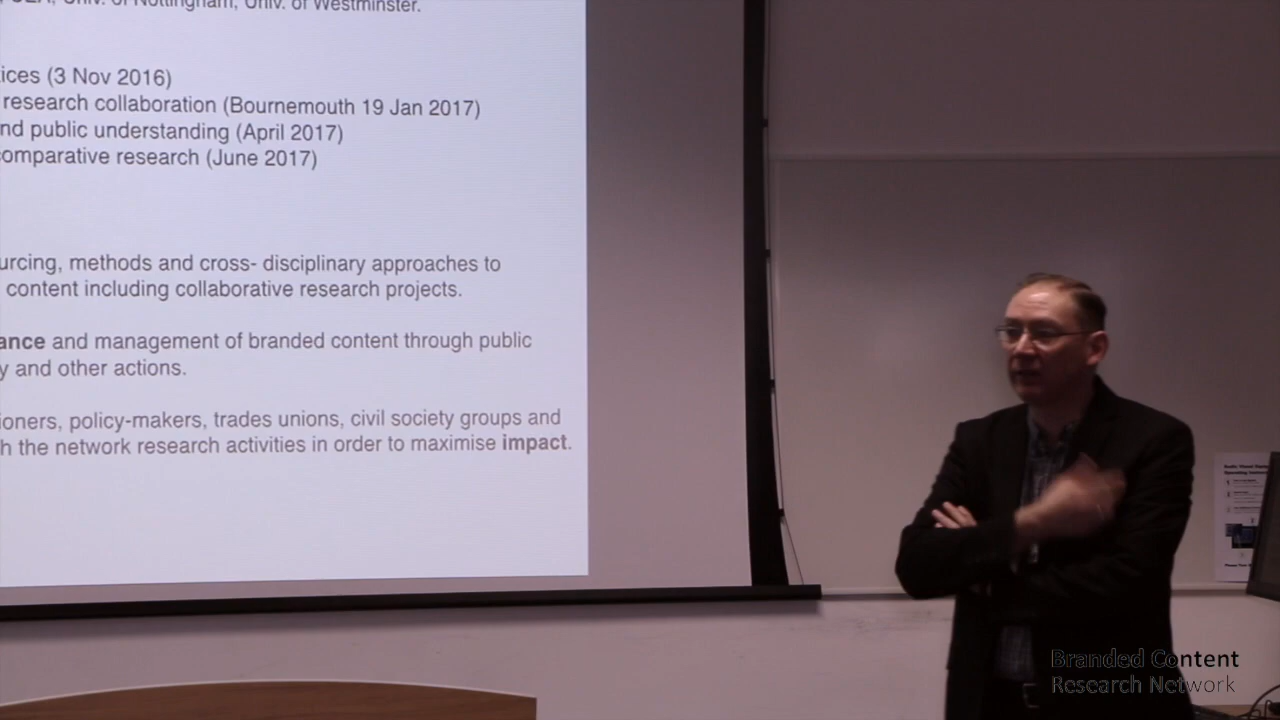 Univ. of Nottingham, Univ. of Westminster.
ices (3 Nov 2016)
research collaboration (Bournemouth 19 Jan 2017)
nd public understanding (April 2017)
comparative research (June 2017)
urcing, methods and cross- disciplinary approaches to
content including collaborative research projects.
ance and management of branded content through public
y and other actions.
ioners, policy-makers, trades unions, civil society groups and
h the network research activities in order to maximise impact.
Branded Content
Research Network